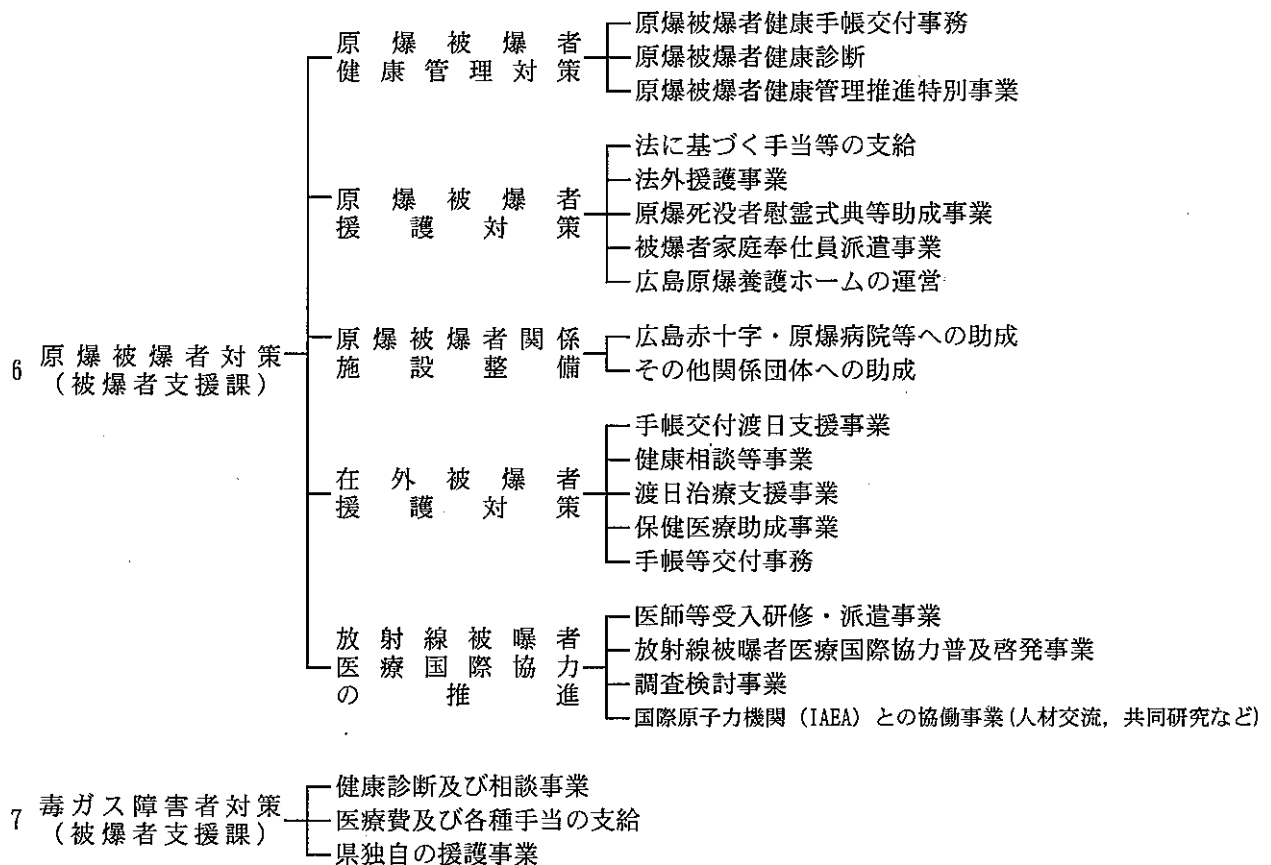 6 原爆被爆者対策
（被爆者支援課）
原爆被爆者
健康管理対策
原爆被爆者健康手帳交付事務
原爆被爆者健康診断
原爆被爆者健康管理推進特別事業
原爆被爆者
援護対策
法に基づく手当等の支給
法外援護事業
原爆死没者慰霊式典等助成事業
被爆者家庭奉仕員派遣事業
広島原爆養護ホームの運営
原爆被爆者関係
施設整備
広島赤十字・原爆病院等への助成
その他関係団体への助成
在外被爆者
援護対策
手帳交付渡日支援事業
健康相談等事業
渡日治療支援事業
保健医療助成事業
手帳等交付事務
放射線被曝者
医療国際協力
の推進
医師等受入研修・派遣事業
放射線被曝者医療国際協力普及啓発事業
調査検討事業
国際原子力機関（IAEA）との協働事業(人材交流，共同研究など)
7 毒ガス障害者対策
（被爆者支援課）
健康診断及び相談事業
医療費及び各種手当の支給
県独自の援護事業